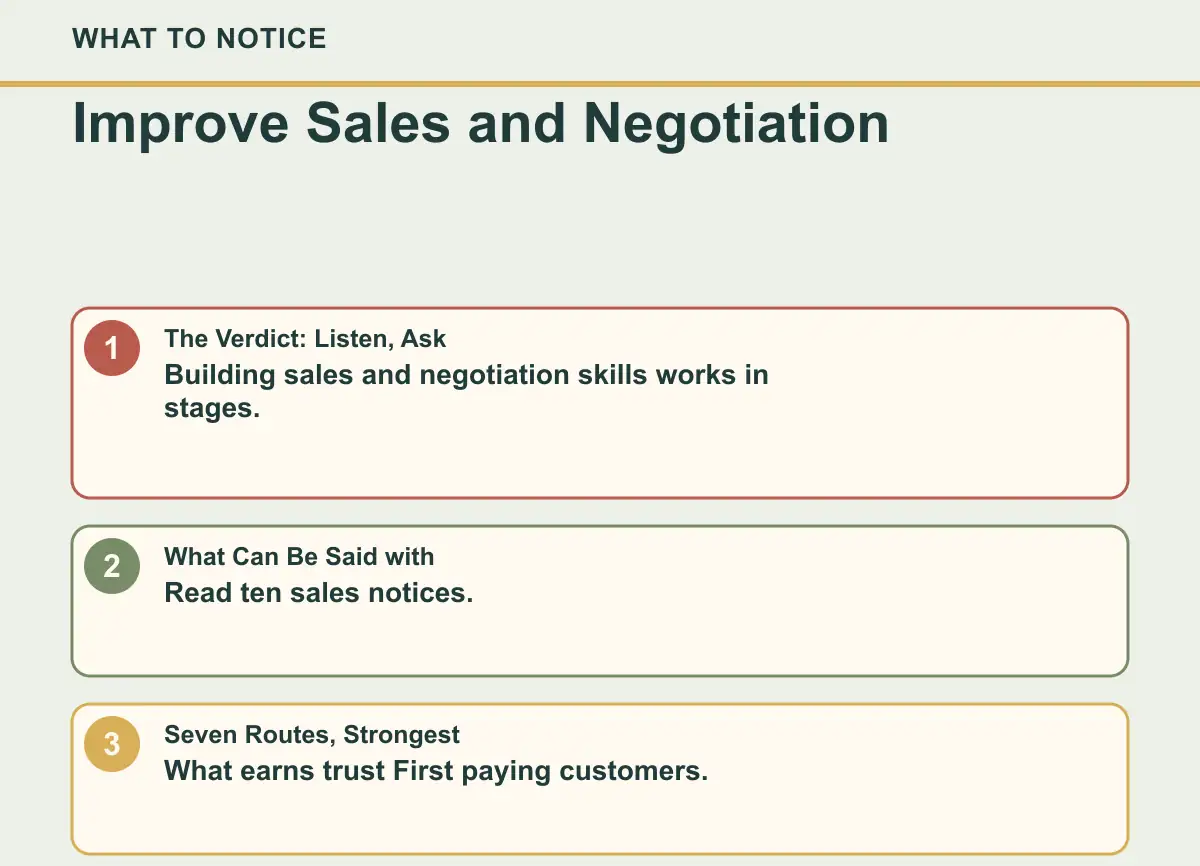 WHAT TO NOTICE
Improve Sales and Negotiation
1
The Verdict: Listen, Ask
Building sales and negotiation skills works in
stages.
2
What Can Be Said with
Read ten sales notices.
3
Seven Routes, Strongest
What earns trust First paying customers.